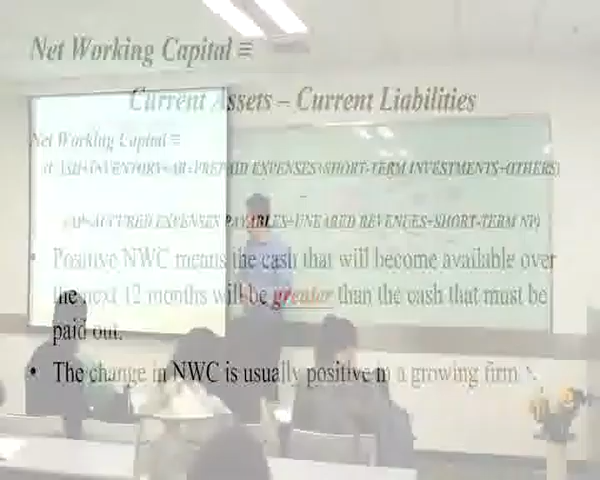 Net Working Capital ≡
Current Assets – Current Liabilities
Net Working Capital ≡
(CASH+INVENTORY+AR+PREPAID EXPENSES+SHORT-TERM INVESTMENTS+OTHERS)
(AP+ACCURED EXPENSES PAYABLES+UNEARED REVENUES+SHORT-TERM NP)
• Positive NWC means the cash that will become available over
the next 12 months will be greater than the cash that must be
paid out.
• The change in NWC is usually positive in a growing firm